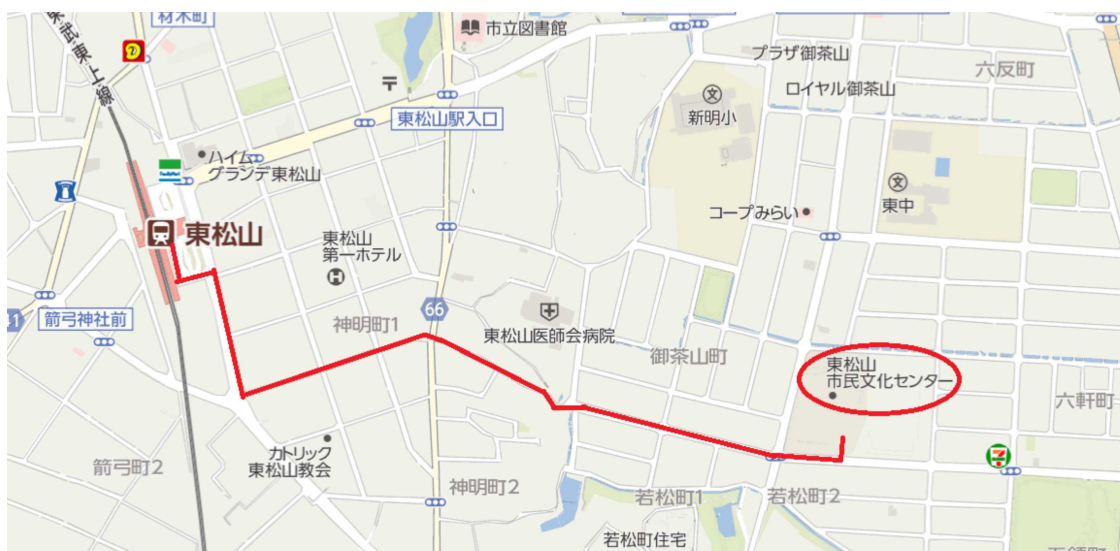 東武東上線
材木町
市立図書館
〒
東松山駅入口
ハイム
グランデ東松山
FamilyMart
東松山
東松山
第一ホテル
H
箭弓神社前
66
神明町1
東松山医師会病院
文
新明小
プラザ御茶山
ロイヤル御茶山
六反町
文
東中
コープみらい
御茶山町
東松山
市民文化センター
六軒町
カトリック
東松山教会
箭弓町2
神明町2
若松町1
若松町2
若松町住宅
7